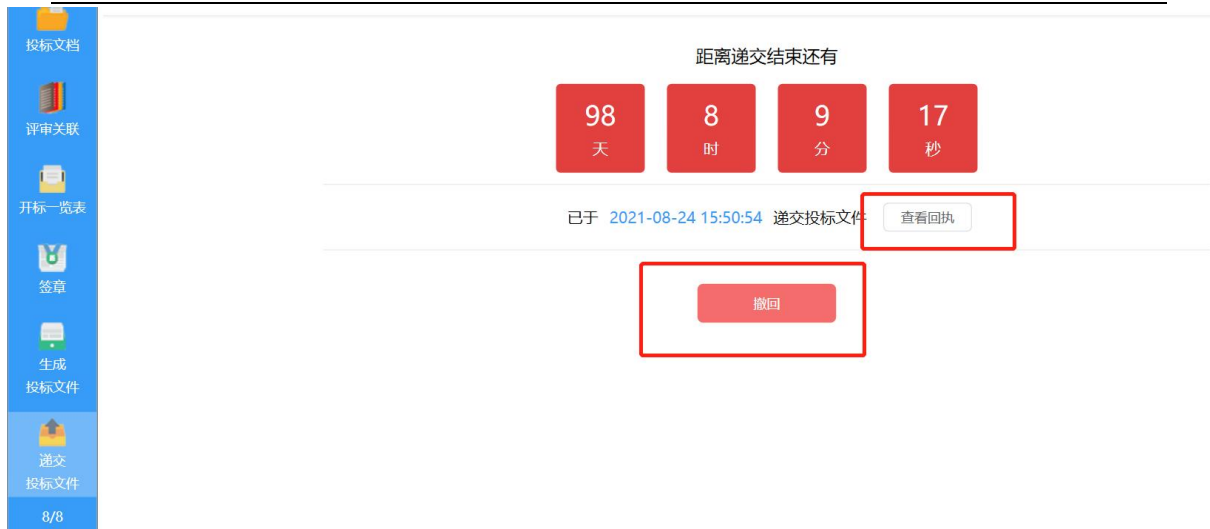 投标文档
评审关联
开标一览表
签章
生成
投标文件
递交
投标文件
8/8
距离递交结束还有
98 8 9 17
天 时 分 秒
已于 2021-08-24 15:50:54 递交投标文件 查看回执
撤回